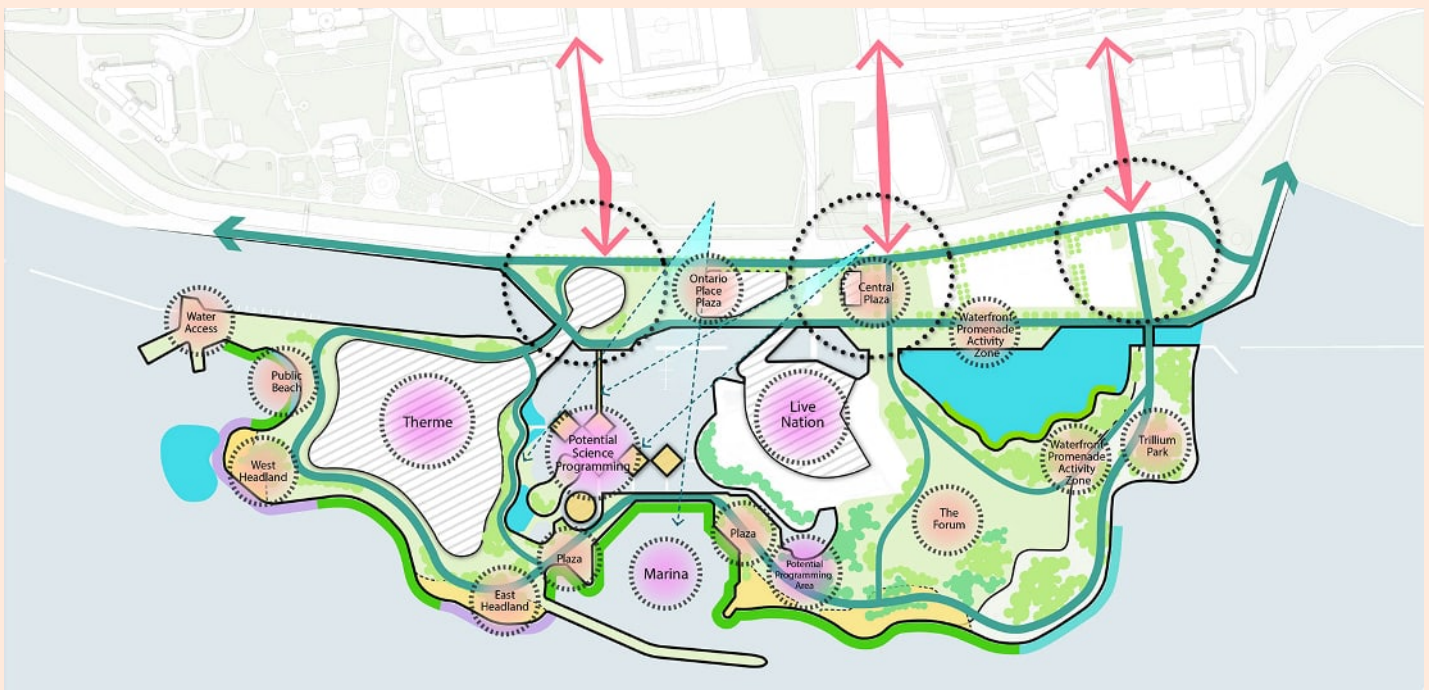 Ontario
Place
Plaza
Central
Plaza
Water
Access
Waterfront
Promenade
Activity
Zone
Public
Beach
Therme
Live
Nation
Potential
Science
Programming
West
Headland
Waterfront
Promenade
Activity
Zone
Trillium
Park
The
Forum
Plaza
Plaza
Marina
Potential
Programming
Area
East
Headland